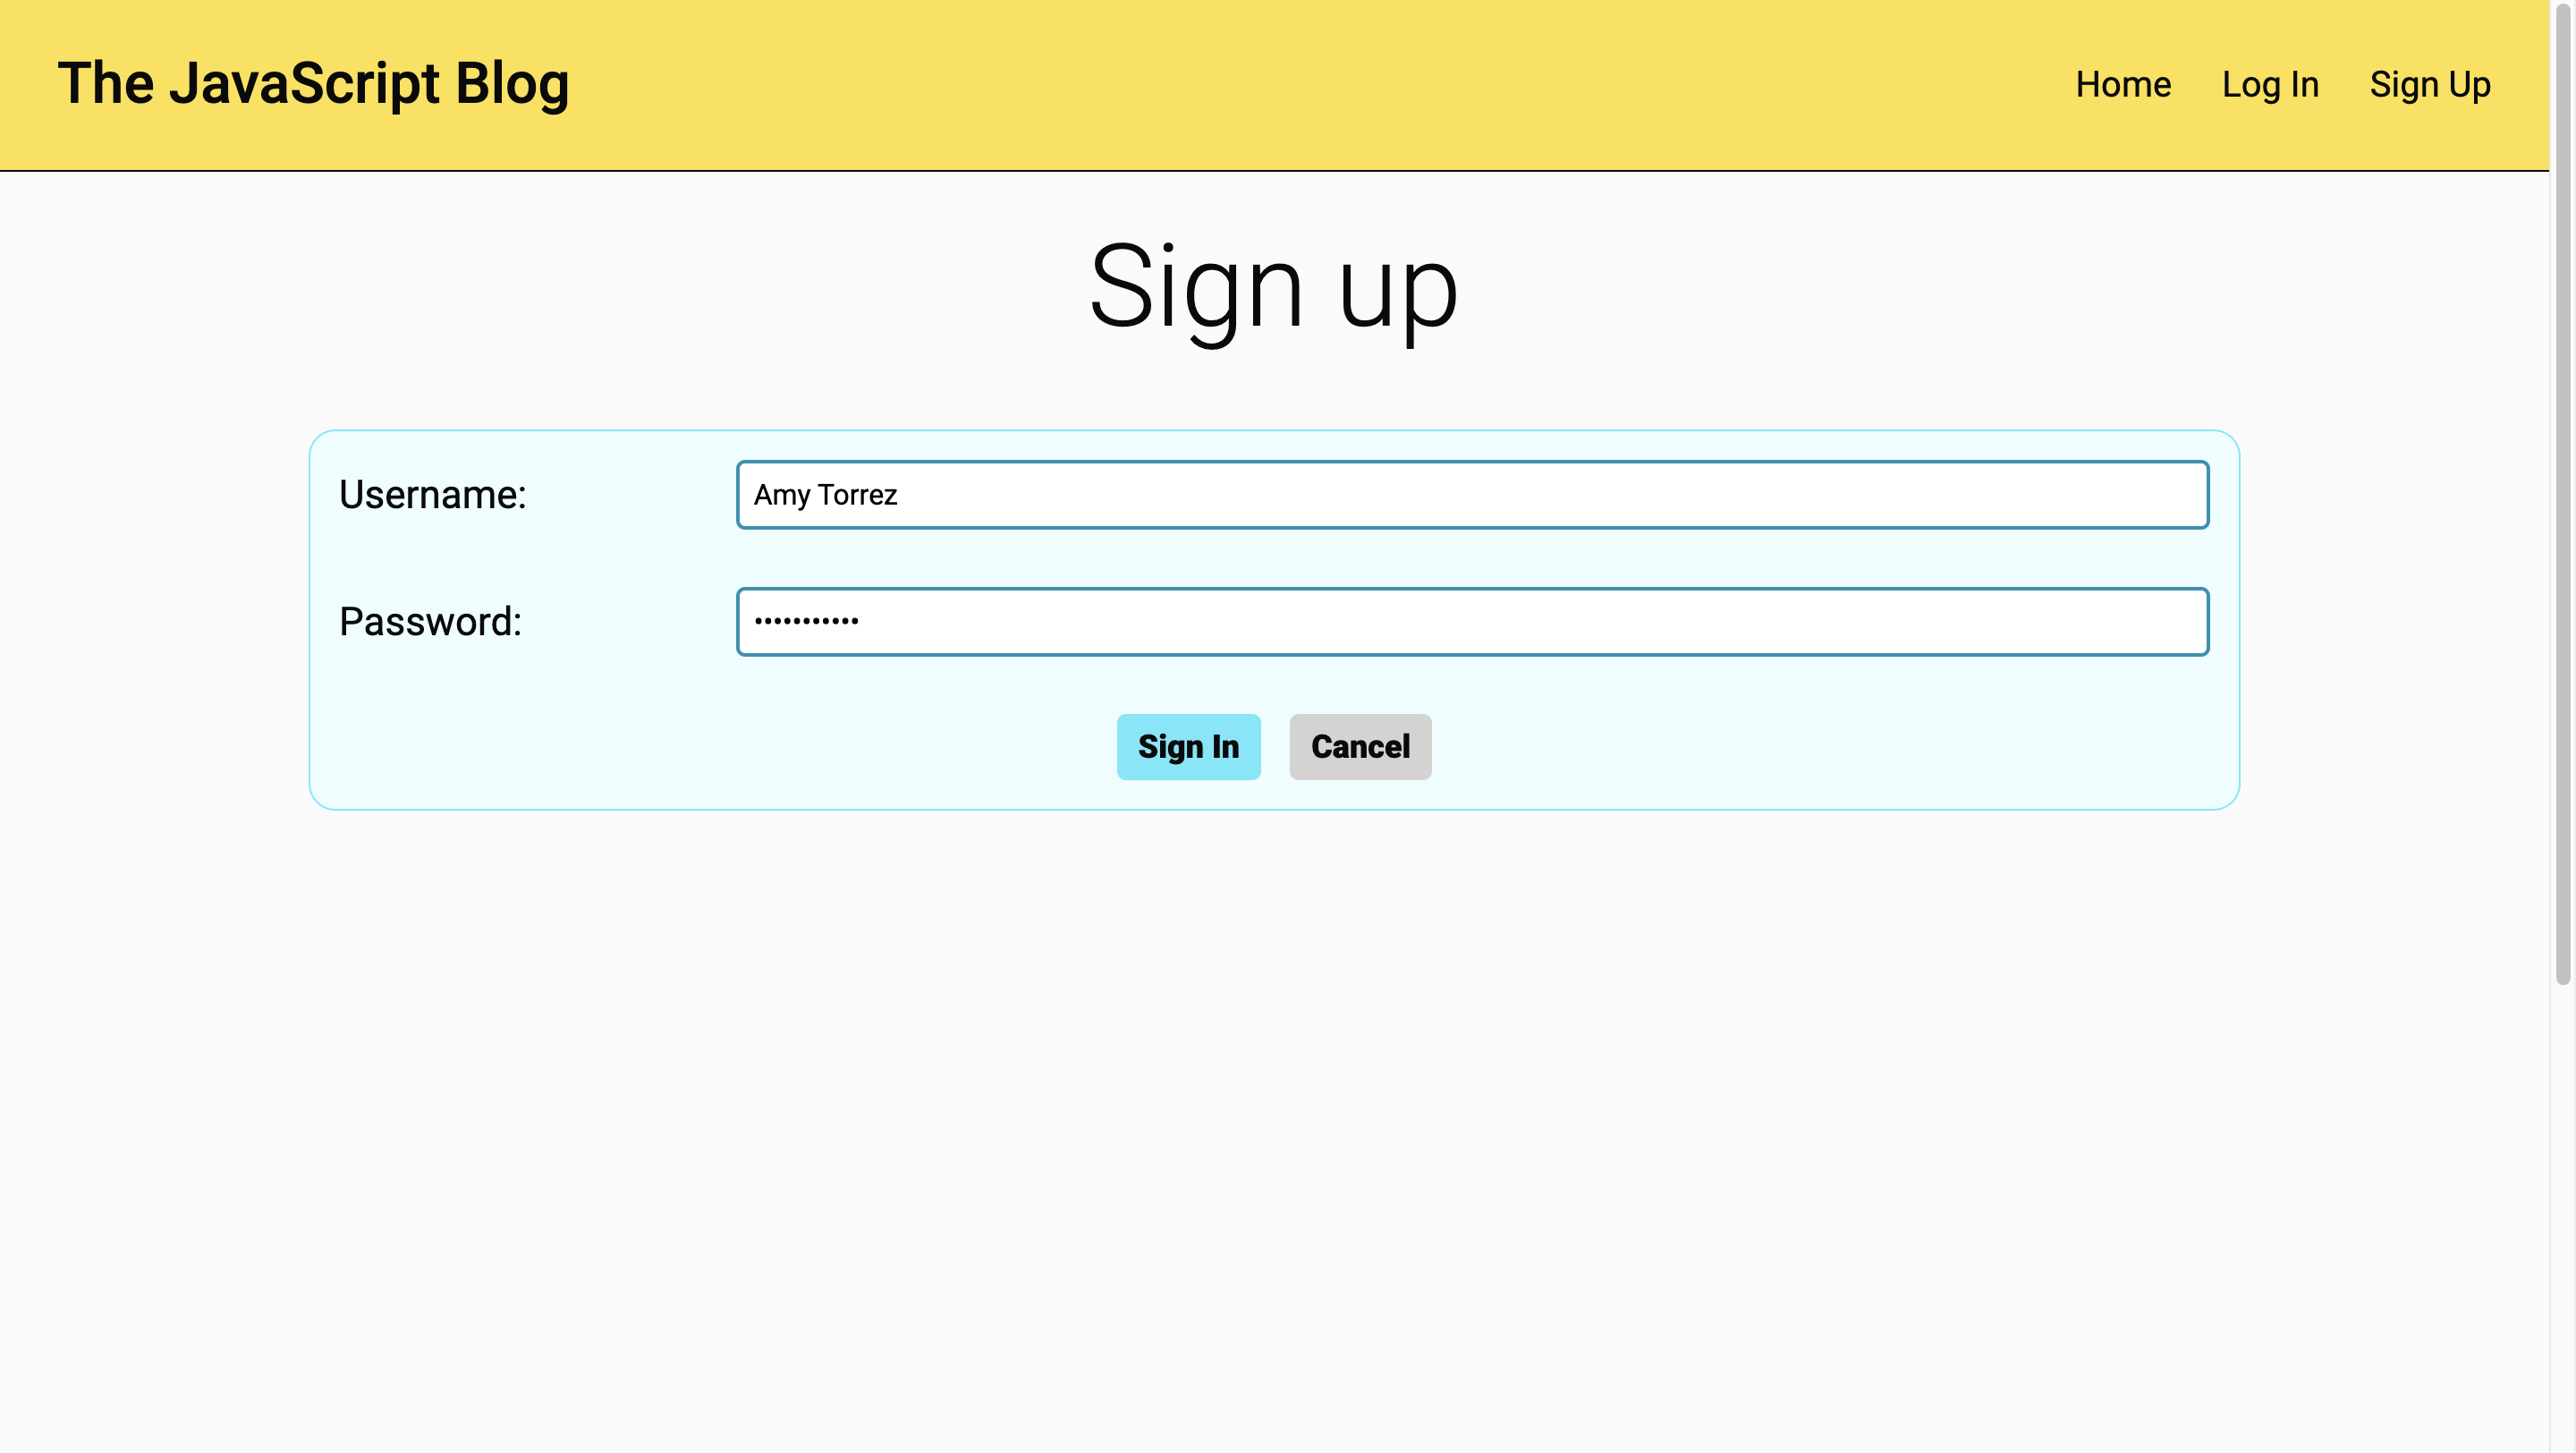 The JavaScript Blog
Home Log In Sign Up
Sign up
Username: Amy Torrez
Password: •••••••••••
Sign In Cancel